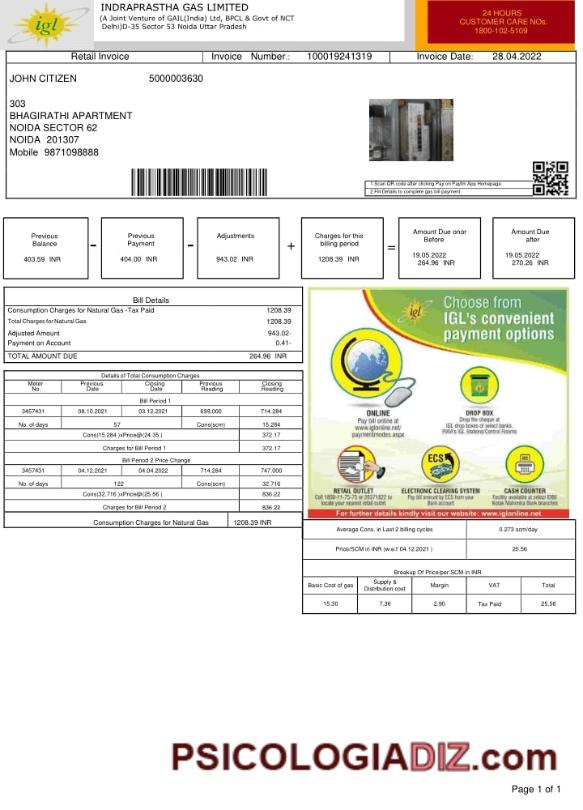 INDRAPRASTHA GAS LIMITED
(A Joint Venture of GAIL(India) Ltd, BPCL & Govt of NCT
Delhi)D-35 Sector 53 Noida Uttar Pradesh
igl
24 HOURS
CUSTOMER CARE NOs.
1800-102-5109
Retail Invoice Invoice Number.: 100019241319 Invoice Date: 28.04.2022
JOHN CITIZEN 5000003630
303
BHAGIRATHI APARTMENT
NOIDA SECTOR 62
NOIDA 201307
Mobile 9871098888
1.Scan QR code after clicking Pay on Paytm App Homepage
2.Fill Details to complete gas bill payment
Previous Balance
403.59 INR
-
Previous Payment
404.00 INR
-
Adjustments
943.02 INR
+
Charges for this billing period
1208.39 INR
=
Amount Due onor Before
19.05.2022
264.96 INR
Amount Due after
19.05.2022
270.26 INR
Bill Details
Consumption Charges for Natural Gas -Tax Paid 1208.39
Total Charges for Natural Gas 1208.39
Adjusted Amount 943.02-
Payment on Account 0.41-
TOTAL AMOUNT DUE 264.96 INR
Details of Total Consumption Charges
Meter No. Previous Date Closing Date Previous Reading Closing Reading
Bill Period 1
3457431 08.10.2021 03.12.2021 699.000 714.284
No. of days 57 Cons(scm) 15.284
Cons(15.284 )xPrice@(24.35 ) 372.17
Charges for Bill Period 1 372.17
Bill Period 2 Price Change
3457431 04.12.2021 04.04.2022 714.284 747.000
No. of days 122 Cons(scm) 32.716
Cons(32.716 )xPrice@(25.56 ) 836.22
Charges for Bill Period 2 836.22
Consumption Charges for Natural Gas 1208.39 INR
igl
Choose from
IGL's convenient
payment options
ONLINE
Pay bill online at
www.iglonline.net/
paymentmodes.aspx
DROP BOX
Drop the cheque at
IGL drop boxes of select banks,
RWA's IGL Stations/Control Rooms
RETAIL OUTLET
locate your nearest retail outlet
ECS
ELECTRONIC CLEARING SYSTEM
Pay bill amount by ECS from your
Bank account
CASH COUNTER
Facility available at select IDBI/
Kotak Mahindra Bank branches
For further details kindly visit our website: www.iglonline.net
Average Cons. in Last 2 billing cycles 0.273 scm/day
Price/SCM in INR (w.e.f 04.12.2021 ) 25.56
Breakup Of Price/per SCM in INR
Basic Cost of gas Supply & Distribution cost Margin VAT Total
15.30 7.36 2.90 Tax Paid 25.56
PSICOLOGIADIZ.com
Page 1 of 1